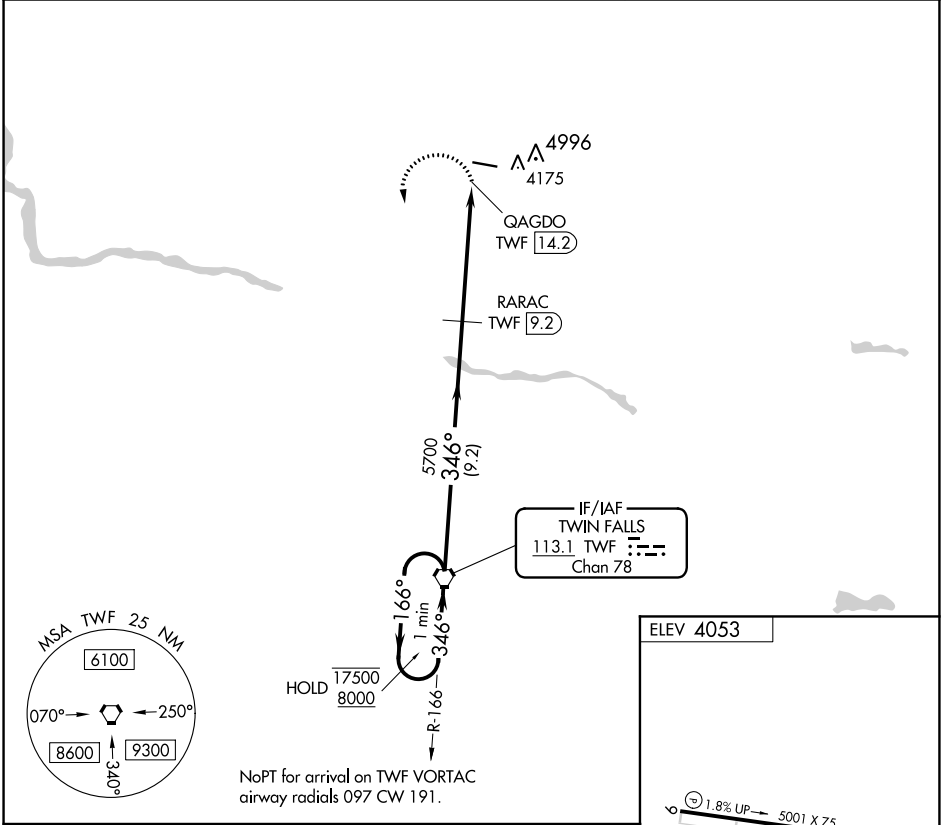 4996
4175
QAGDO
TWF 14.2
RARAC
TWF 9.2
5700
346°
(9.2)
IF/IAF
TWIN FALLS
113.1 TWF
Chan 78
166°
1 min
346°
HOLD 17500
8000
R-166
NoPT for arrival on TWF VORTAC
airway radials 097 CW 191.
MSA TWF 25 NM
6100
070°
250°
8600
9300
340°
ELEV 4053
9
P 1.8% UP
5001 X 75